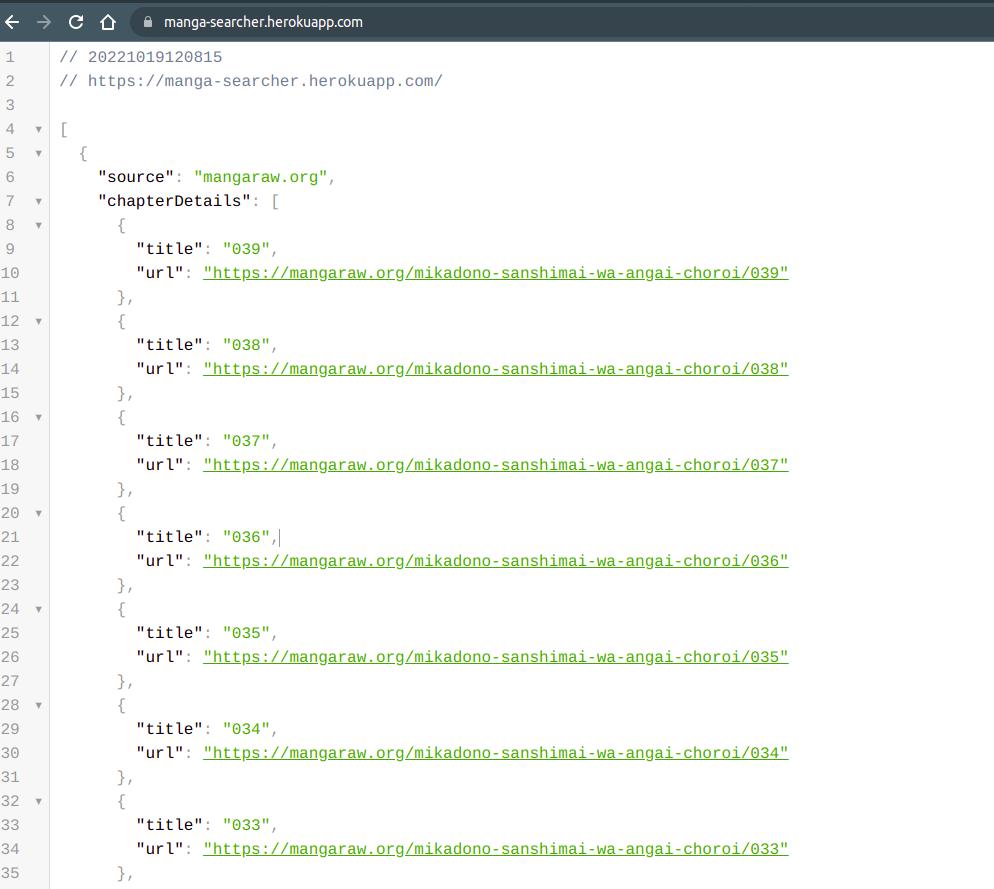 manga-searcher.herokuapp.com
1 // 20221019120815
2 // https://manga-searcher.herokuapp.com/
3
4 [
5 {
6 "source": "mangaraw.org",
7 "chapterDetails": [
8 {
9 "title": "039",
10 "url": "https://mangaraw.org/mikadono-sanshimai-wa-angai-choroi/039"
11 },
12 {
13 "title": "038",
14 "url": "https://mangaraw.org/mikadono-sanshimai-wa-angai-choroi/038"
15 },
16 {
17 "title": "037",
18 "url": "https://mangaraw.org/mikadono-sanshimai-wa-angai-choroi/037"
19 },
20 {
21 "title": "036",
22 "url": "https://mangaraw.org/mikadono-sanshimai-wa-angai-choroi/036"
23 },
24 {
25 "title": "035",
26 "url": "https://mangaraw.org/mikadono-sanshimai-wa-angai-choroi/035"
27 },
28 {
29 "title": "034",
30 "url": "https://mangaraw.org/mikadono-sanshimai-wa-angai-choroi/034"
31 },
32 {
33 "title": "033",
34 "url": "https://mangaraw.org/mikadono-sanshimai-wa-angai-choroi/033"
35 },